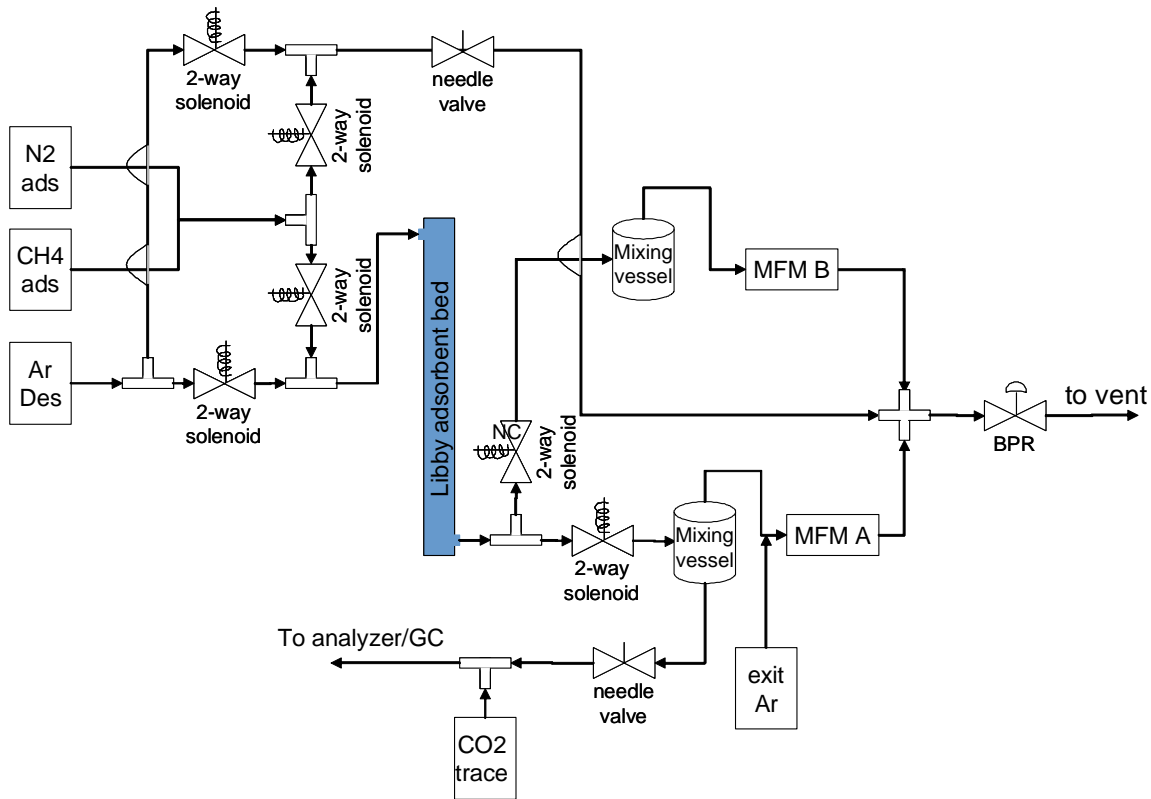 2-way
solenoid
needle
valve
2-way
solenoid
N2
ads
CH4
ads
2-way
solenoid
Ar
Des
2-way
solenoid
Libby adsorbent bed
Mixing
vessel
MFM B
NC
2-way
solenoid
to vent
BPR
Mixing
vessel
MFM A
2-way
solenoid
To analyzer/GC
needle
valve
exit
Ar
CO2
trace